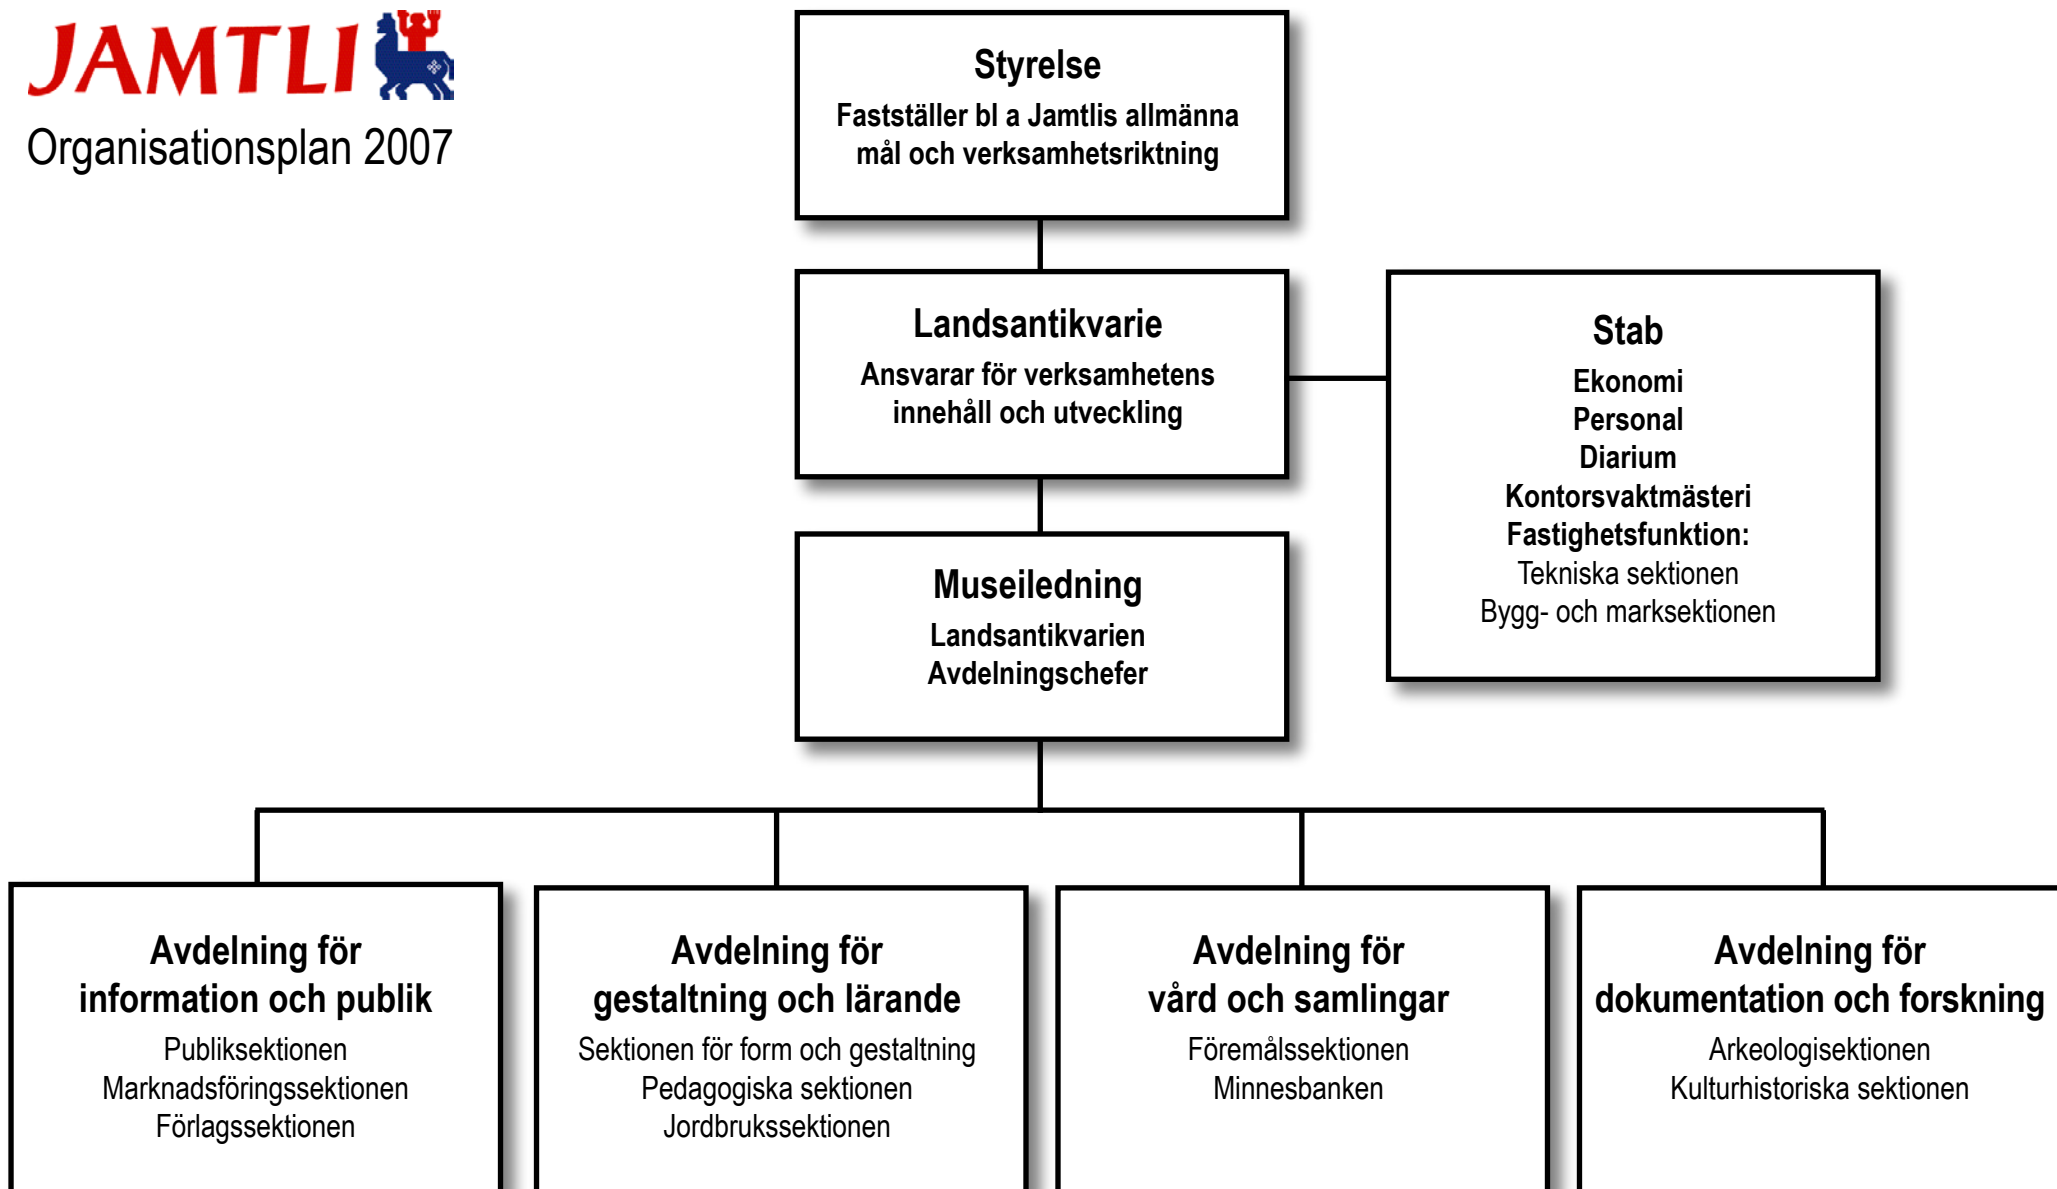 JAMTLI
Organisationsplan 2007
Styrelse
Fastställer bl a Jamtlis allmänna
mål och verksamhetsriktning
Landsantikvarie
Ansvarar för verksamhetens
innehåll och utveckling
Stab
Ekonomi
Personal
Diarium
Kontorsvaktmästeri
Fastighetsfunktion:
Tekniska sektionen
Bygg- och marksektionen
Museiledning
Landsantikvarien
Avdelningschefer
Avdelning för
information och publik
Publiksektionen
Marknadsföringssektionen
Förlagssektionen
Avdelning för
gestaltning och lärande
Sektionen för form och gestaltning
Pedagogiska sektionen
Jordbrukssektionen
Avdelning för
vård och samlingar
Föremålssektionen
Minnesbanken
Avdelning för
dokumentation och forskning
Arkeologisektionen
Kulturhistoriska sektionen